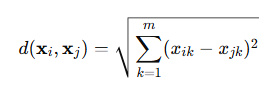 d(𝐱ᵢ, 𝐱ⱼ) = √(∑ₖ₌₁ᵐ (xᵢₖ − xⱼₖ)²)